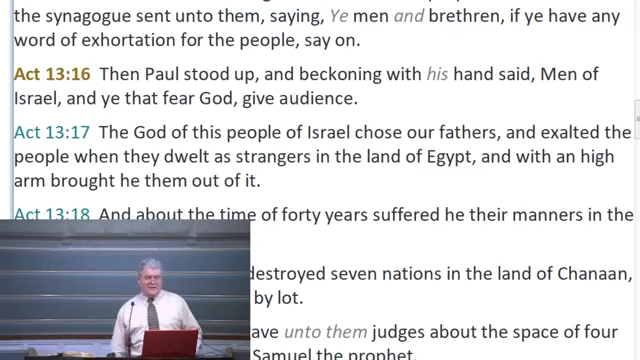 the synagogue sent unto them, saying, Ye men and brethren, if ye have any
word of exhortation for the people, say on.
Act 13:16 Then Paul stood up, and beckoning with his hand said, Men of
Israel, and ye that fear God, give audience.
Act 13:17 The God of this people of Israel chose our fathers, and exalted the
people when they dwelt as strangers in the land of Egypt, and with an high
arm brought he them out of it.
Act 13:18 And about the time of forty years suffered he their manners in the
destroyed seven nations in the land of Chanaan,
by lot.
unto them judges about the space of four
Samuel the prophet.